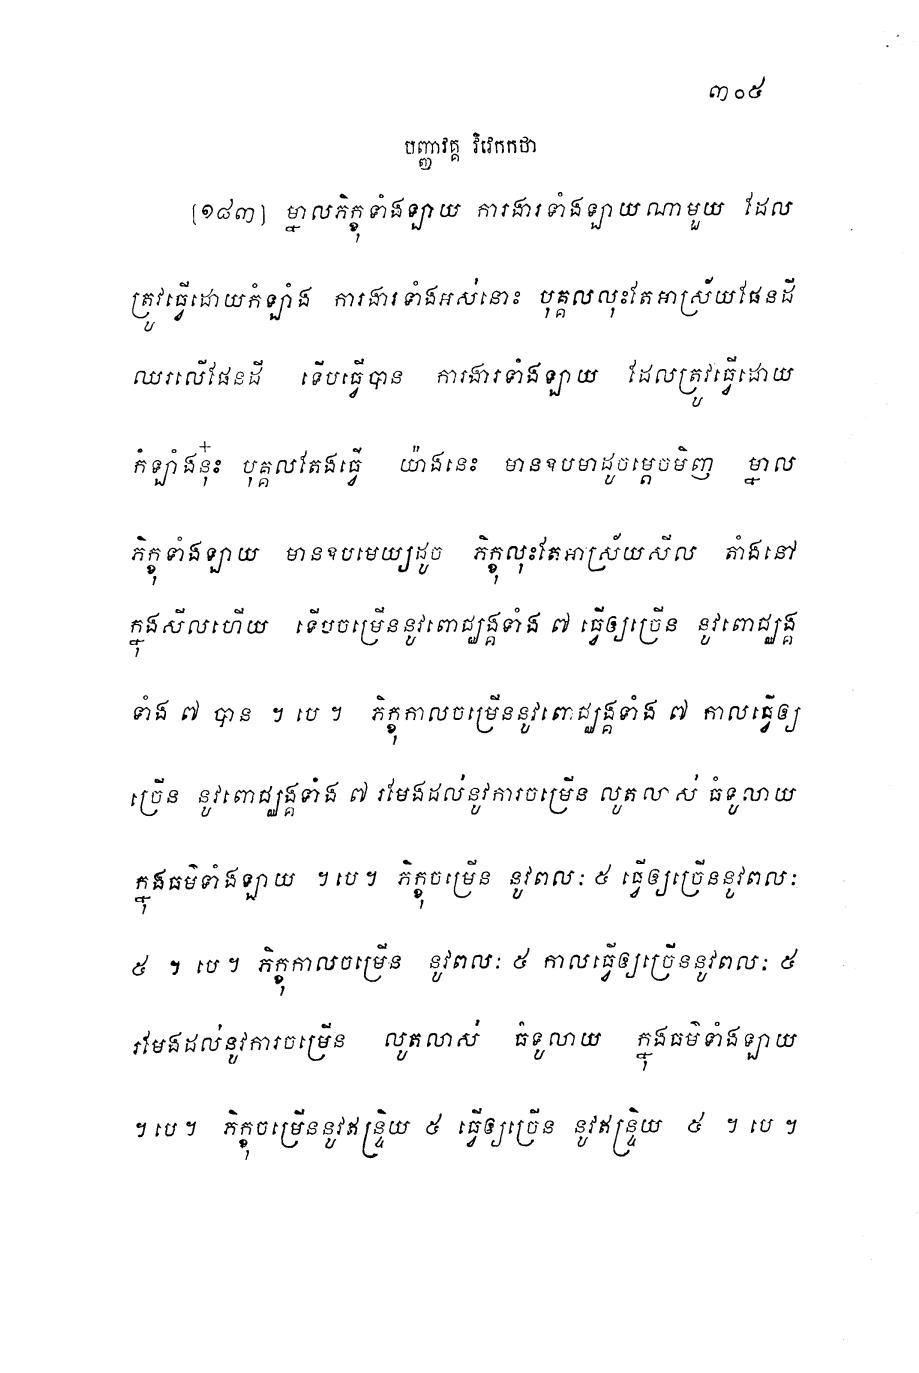 ៣០៥
បញ្ញាវគ្គ វិវេកកថា
[១៨៣] ម្នាលភិក្ខុទាំងឡាយ ការងារទាំងឡាយណាមួយ ដែល
ត្រូវធ្វើដោយកំឡាំង ការងារទាំងអស់នោះ បុគ្គលលុះតែអាស្រ័យផែនដី
ឈរលើផែនដី ទើបធ្វើបាន ការងារទាំងឡាយ ដែលត្រូវធ្វើដោយ
កំឡាំងនុ៎ះ បុគ្គលតែងធ្វើ យ៉ាងនេះ មានឧបមាដូចម្តេចមិញ ម្នាល
ភិក្ខុទាំងឡាយ មានឧបមេយ្យដូច ភិក្ខុលុះតែអាស្រ័យសីល តាំងនៅ
ក្នុងសីលហើយ ទើបចម្រើននូវពោជ្ឈង្គទាំង ៧ ធ្វើឲ្យច្រើន នូវពោជ្ឈង្គ
ទាំង ៧ បាន ។ បេ ។ ភិក្ខុកាលចម្រើននូវពោជ្ឈង្គទាំង ៧ កាលធ្វើឲ្យ
ច្រើន នូវពោជ្ឈង្គទាំង ៧ រមែងដល់នូវការចម្រើន លូតលាស់ ធំទូលាយ
ក្នុងធម៌ទាំងឡាយ ។ បេ ។ ភិក្ខុចម្រើន នូវពលៈ ៥ ធ្វើឲ្យច្រើននូវពលៈ
៥ ។ បេ ។ ភិក្ខុកាលចម្រើន នូវពលៈ ៥ កាលធ្វើឲ្យច្រើននូវពលៈ ៥
រមែងដល់នូវការចម្រើន លូតលាស់ ធំទូលាយ ក្នុងធម៌ទាំងឡាយ
។ បេ ។ ភិក្ខុចម្រើននូវឥន្ទ្រិយ ៥ ធ្វើឲ្យច្រើន នូវឥន្ទ្រិយ ៥ ។ បេ ។